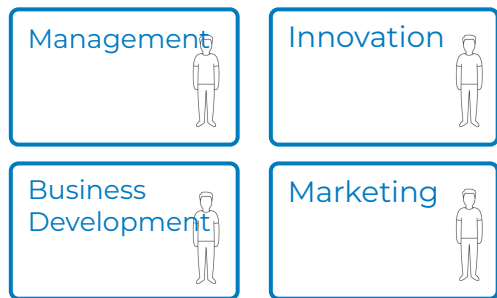 Management
Innovation
Business
Development
Marketing